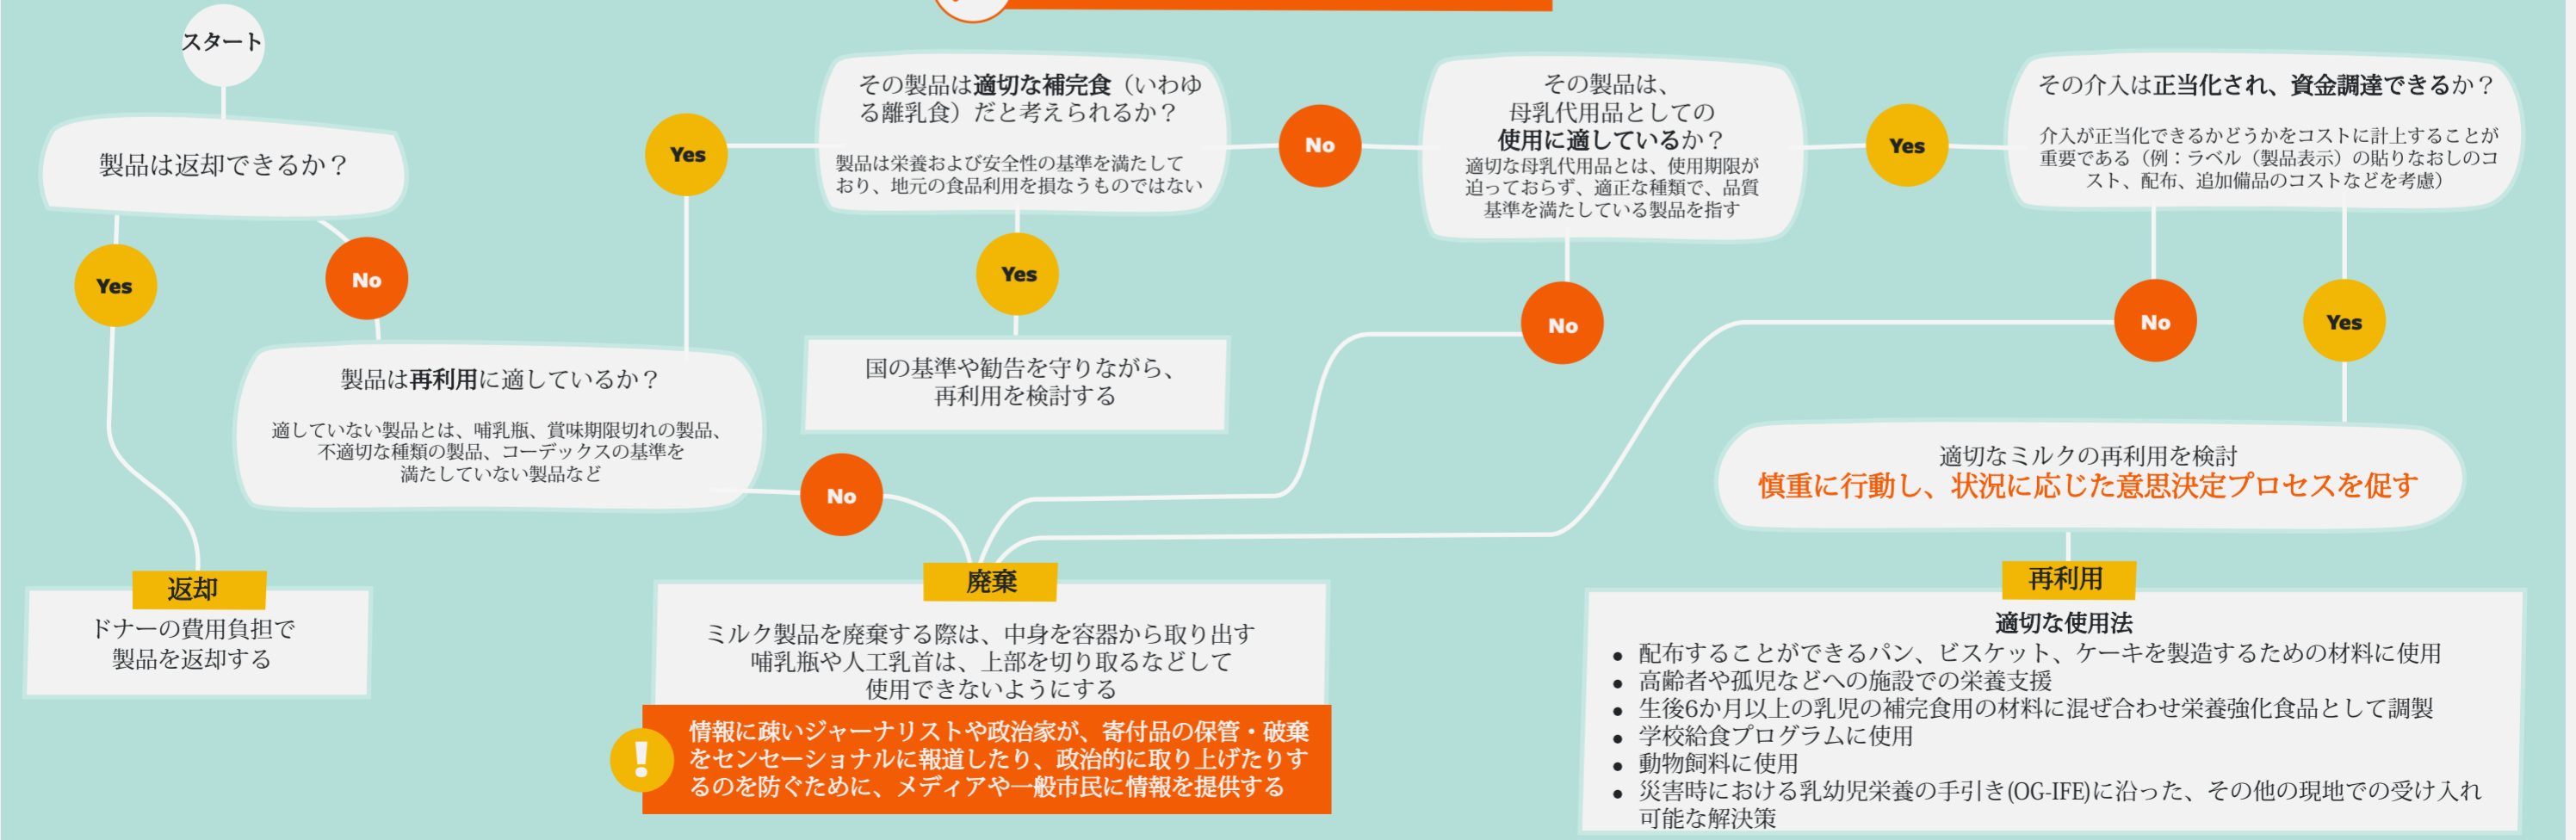 スタート
製品は返却できるか？
Yes
No
製品は再利用に適しているか？
適していない製品とは、哺乳瓶、賞味期限切れの製品、
不適切な種類の製品、コーデックスの基準を
満たしていない製品など
Yes
No
その製品は適切な補完食（いわゆ
る離乳食）だと考えられるか？
製品は栄養および安全性の基準を満たして
おり、地元の食品利用を損なうものではない
Yes
No
国の基準や勧告を守りながら、
再利用を検討する
その製品は、
母乳代用品としての
使用に適しているか？
適切な母乳代用品とは、使用期限が
迫っておらず、適正な種類で、品質
基準を満たしている製品を指す
Yes
No
その介入は正当化され、資金調達できるか？
介入が正当化できるかどうかをコストに計上することが
重要である（例：ラベル（製品表示）の貼りなおしのコ
スト、配布、追加備品のコストなどを考慮）
No
Yes
適切なミルクの再利用を検討
慎重に行動し、状況に応じた意思決定プロセスを促す
返却
ドナーの費用負担で
製品を返却する
廃棄
ミルク製品を廃棄する際は、中身を容器から取り出す
哺乳瓶や人工乳首は、上部を切り取るなどして
使用できないようにする
!
情報に疎いジャーナリストや政治家が、寄付品の保管・破棄
をセンセーショナルに報道したり、政治的に取り上げたりす
るのを防ぐために、メディアや一般市民に情報を提供する
再利用
適切な使用法
● 配布することができるパン、ビスケット、ケーキを製造するための材料に使用
● 高齢者や孤児などへの施設での栄養支援
● 生後6か月以上の乳児の補完食用の材料に混ぜ合わせ栄養強化食品として調製
● 学校給食プログラムに使用
● 動物飼料に使用
● 災害時における乳幼児栄養の手引き(OG-IFE)に沿った、その他の現地での受け入れ
可能な解決策